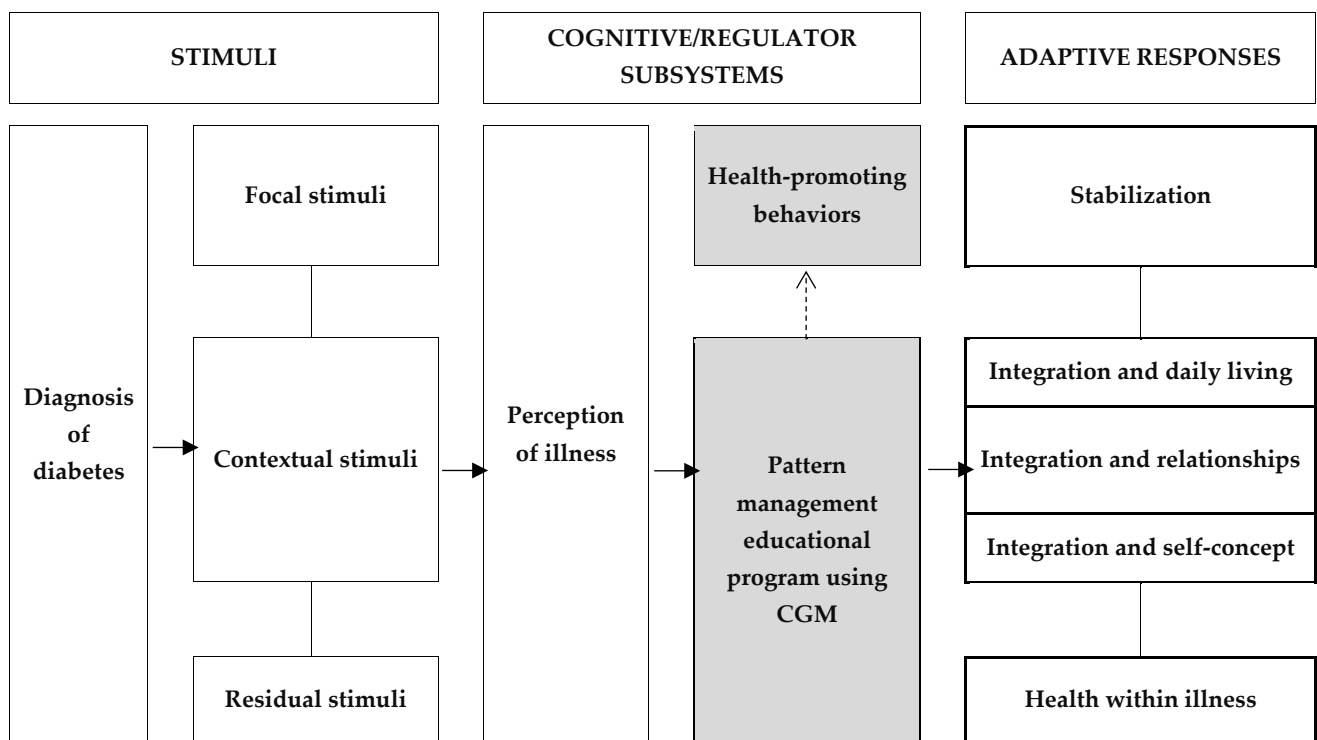 STIMULI
COGNITIVE/REGULATOR
SUBSYSTEMS
ADAPTIVE RESPONSES
Diagnosis
of
diabetes
Focal stimuli
Contextual stimuli
Residual stimuli
Perception
of illness
Health-promoting
behaviors
Pattern
management
educational
program using
CGM
Stabilization
Integration and daily living
Integration and relationships
Integration and self-concept
Health within illness